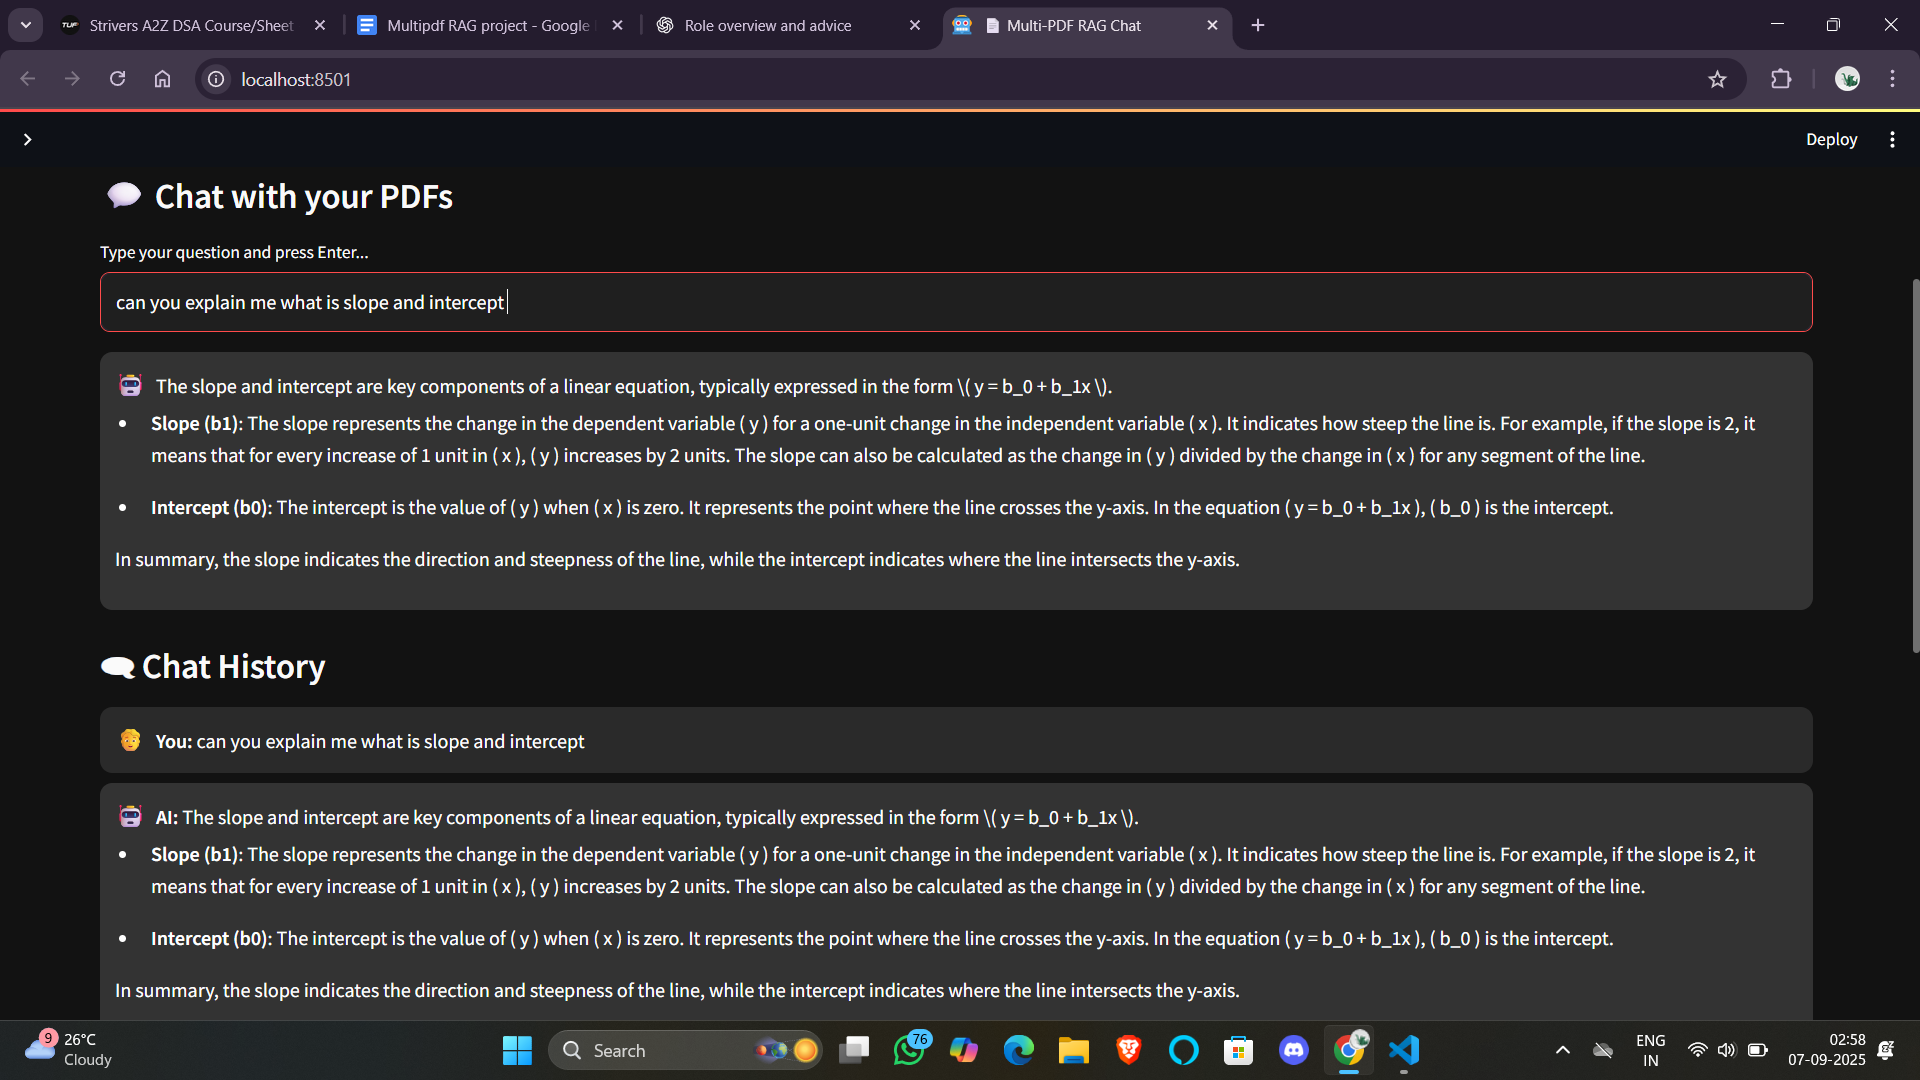 TUF Strivers A2Z DSA Course/Sheet
Multipdf RAG project - Google
Role overview and advice
Multi-PDF RAG Chat
localhost:8501
Deploy
Chat with your PDFs
Type your question and press Enter...
can you explain me what is slope and intercept
The slope and intercept are key components of a linear equation, typically expressed in the form \( y = b_0 + b_1x \).
• Slope (b1): The slope represents the change in the dependent variable ( y ) for a one-unit change in the independent variable ( x ). It indicates how steep the line is. For example, if the slope is 2, it
means that for every increase of 1 unit in ( x ), ( y ) increases by 2 units. The slope can also be calculated as the change in ( y ) divided by the change in ( x ) for any segment of the line.
• Intercept (b0): The intercept is the value of ( y ) when ( x ) is zero. It represents the point where the line crosses the y-axis. In the equation ( y = b_0 + b_1x ), ( b_0 ) is the intercept.
In summary, the slope indicates the direction and steepness of the line, while the intercept indicates where the line intersects the y-axis.
Chat History
You: can you explain me what is slope and intercept
AI: The slope and intercept are key components of a linear equation, typically expressed in the form \( y = b_0 + b_1x \).
• Slope (b1): The slope represents the change in the dependent variable ( y ) for a one-unit change in the independent variable ( x ). It indicates how steep the line is. For example, if the slope is 2, it
means that for every increase of 1 unit in ( x ), ( y ) increases by 2 units. The slope can also be calculated as the change in ( y ) divided by the change in ( x ) for any segment of the line.
• Intercept (b0): The intercept is the value of ( y ) when ( x ) is zero. It represents the point where the line crosses the y-axis. In the equation ( y = b_0 + b_1x ), ( b_0 ) is the intercept.
In summary, the slope indicates the direction and steepness of the line, while the intercept indicates where the line intersects the y-axis.
9
26°C
Cloudy
Search
76
ENG
IN
02:58
07-09-2025